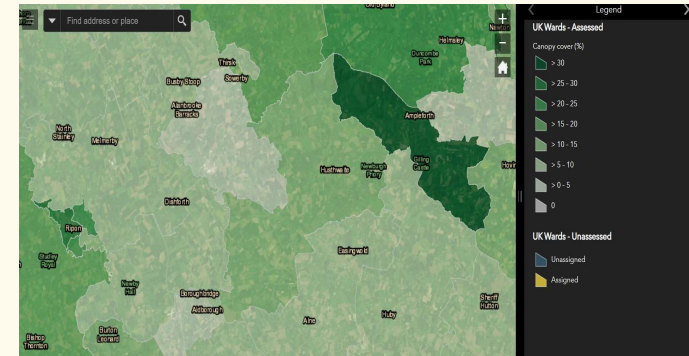 Find address or place
+
−
Helmsley
Duncombe
Park
Thirsk
Sowerby
Busby Stoop
Alanbrooke
Barracks
Ampleforth
North
Stainley
Melmerby
Husthwaite
Newburgh
Priory
Gilling
Castle
Dishforth
Ripon
Studley
Royal
Easingwold
Newby
Hall
Boroughbridge
Aldborough
Sheriff
Hutton
Alne
Huby
Burton
Leonard
Bishop
Thornton
Legend
UK Wards - Assessed
Canopy cover (%)
> 30
> 25 - 30
> 20 - 25
> 15 - 20
> 10 - 15
> 5 - 10
> 0 - 5
0
UK Wards - Unassessed
Unassigned
Assigned